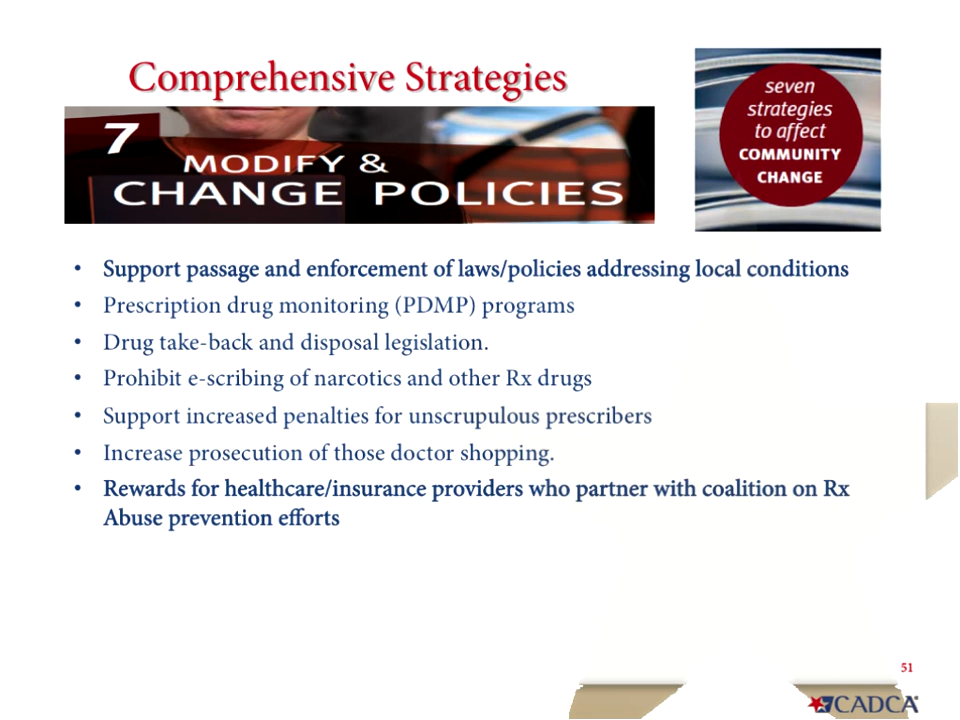 Comprehensive Strategies
7
MODIFY &
CHANGE POLICIES
seven
strategies
to affect
COMMUNITY
CHANGE
• Support passage and enforcement of laws/policies addressing local conditions
• Prescription drug monitoring (PDMP) programs
• Drug take-back and disposal legislation.
• Prohibit e-scribing of narcotics and other Rx drugs
• Support increased penalties for unscrupulous prescribers
• Increase prosecution of those doctor shopping.
• Rewards for healthcare/insurance providers who partner with coalition on Rx
Abuse prevention efforts
51
CADCA